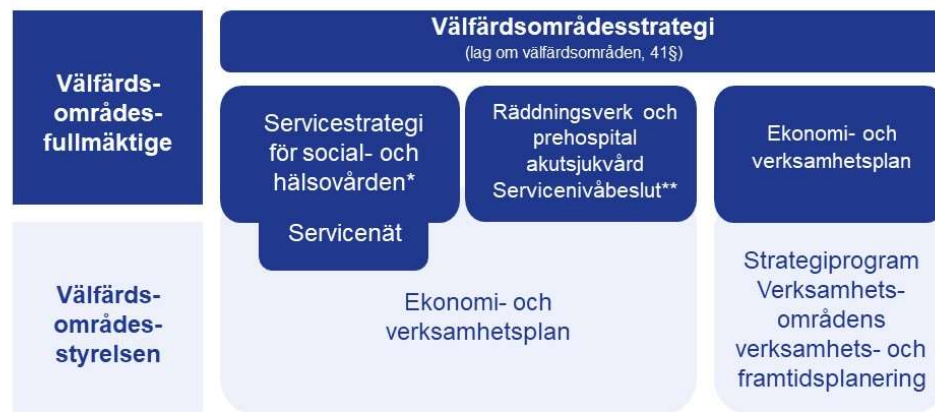 Välfärdsområdesstrategi
(lag om välfärdsområden, 41§)
Välfärds-
områdes-
fullmäktige
Servicestrategi
för social- och
hälsovården*
Servicenät
Räddningsverk och
prehospital
akutsjukvård
Servicenivåbeslut**
Ekonomi- och
verksamhetsplan
Välfärds-
områdes-
styrelsen
Ekonomi- och
verksamhetsplan
Strategiprogram
Verksamhets-
områdens
verksamhets- och
framtidsplanering